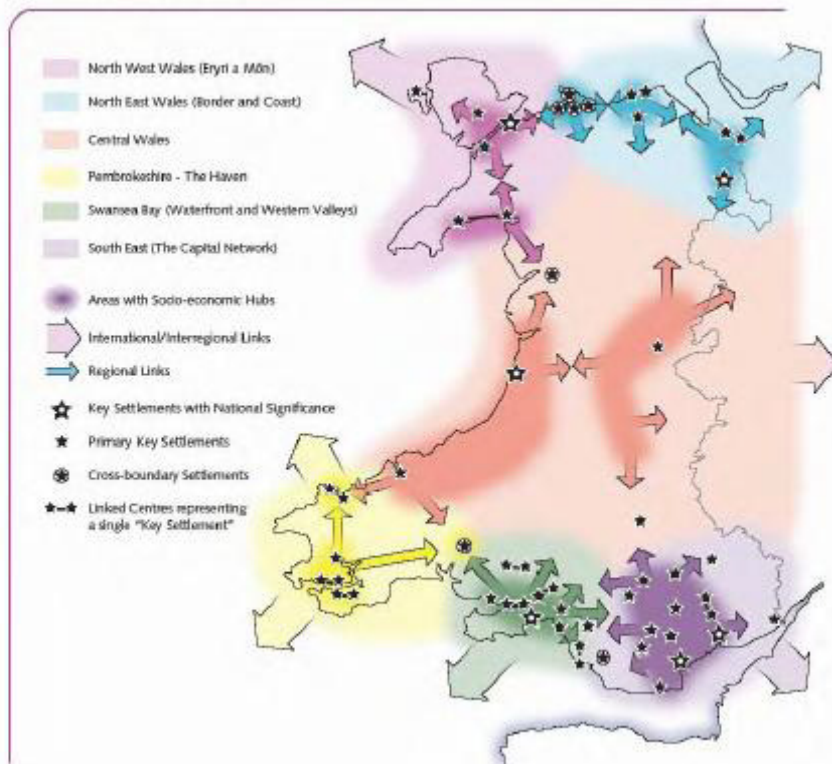 North West Wales (Eryri a Môn)
North East Wales (Border and Coast)
Central Wales
Pembrokeshire - The Haven
Swansea Bay (Waterfront and Western Valleys)
South East (The Capital Network)
Areas with Socio-economic Hubs
International/Interregional Links
Regional Links
Key Settlements with National Significance
Primary Key Settlements
Cross-boundary Settlements
Linked Centres representing
a single "Key Settlement"